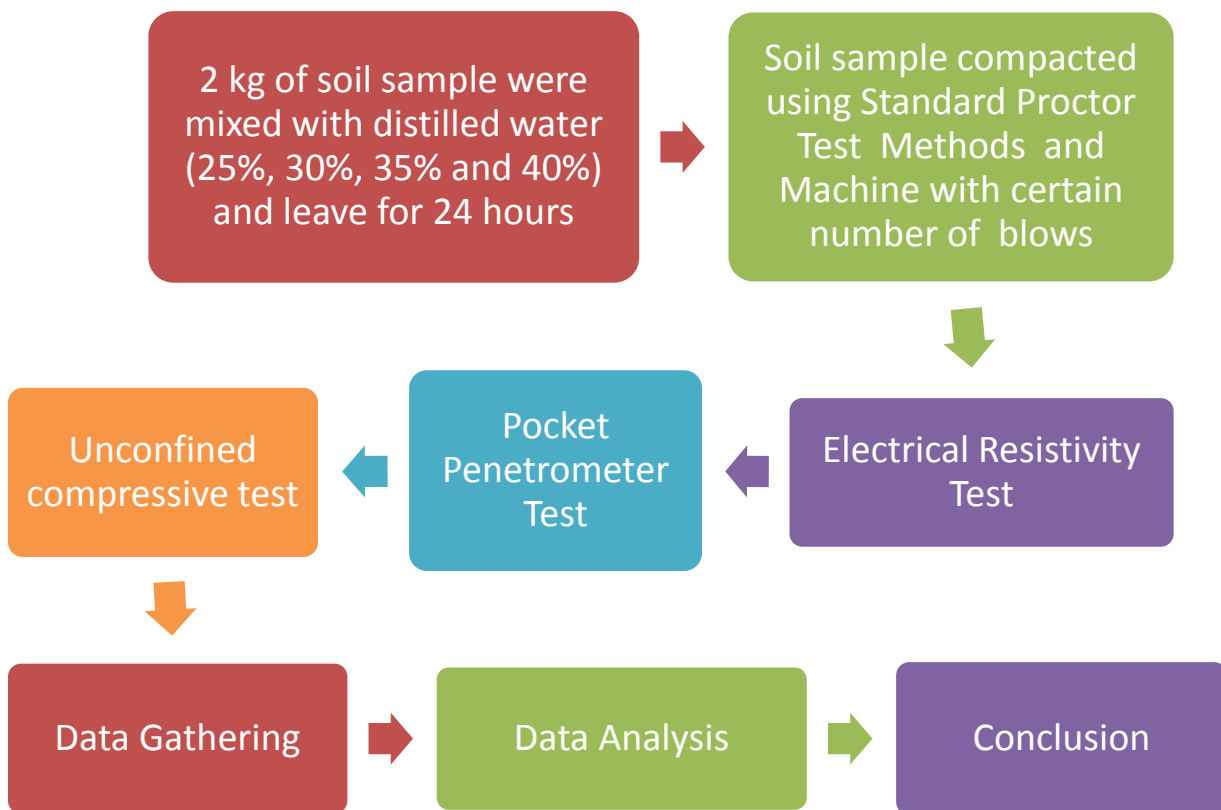 2 kg of soil sample were
mixed with distilled water
(25%, 30%, 35% and 40%)
and leave for 24 hours
Soil sample compacted
using Standard Proctor
Test Methods and
Machine with certain
number of blows
Electrical Resistivity
Test
Pocket
Penetrometer
Test
Unconfined
compressive test
Data Gathering
Data Analysis
Conclusion